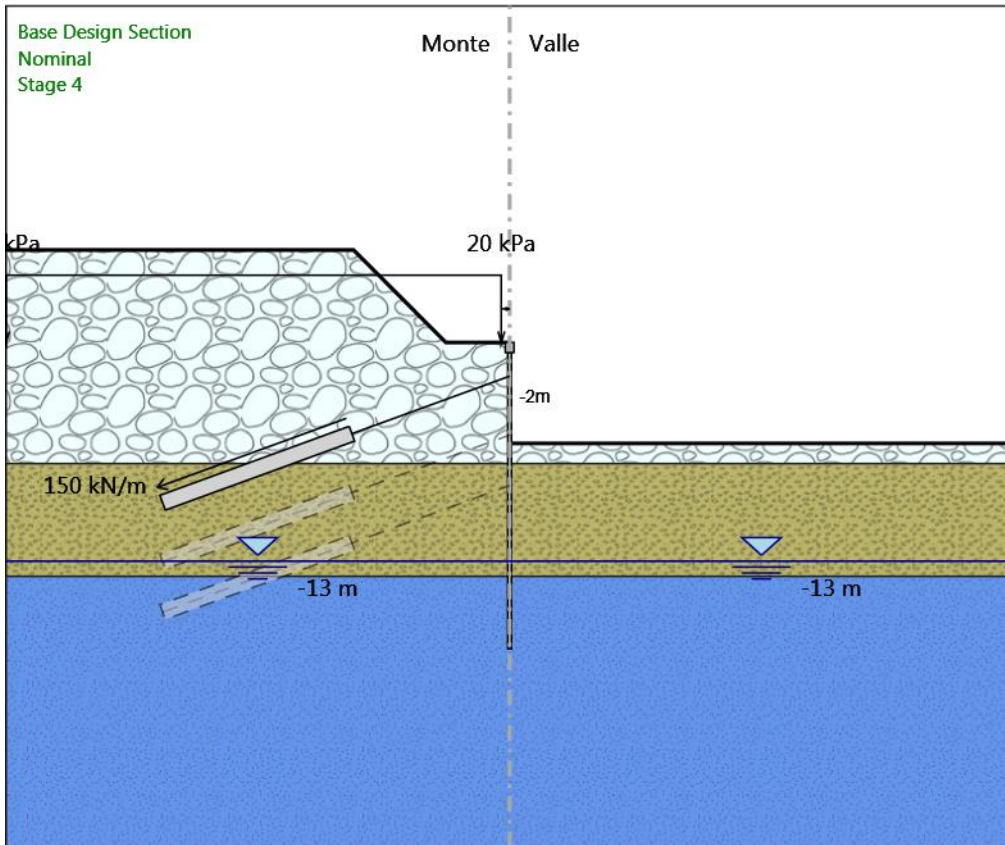 Base Design Section
Nominal
Stage 4
Monte
Valle
kPa
20 kPa
-2m
150 kN/m
-13 m
-13 m